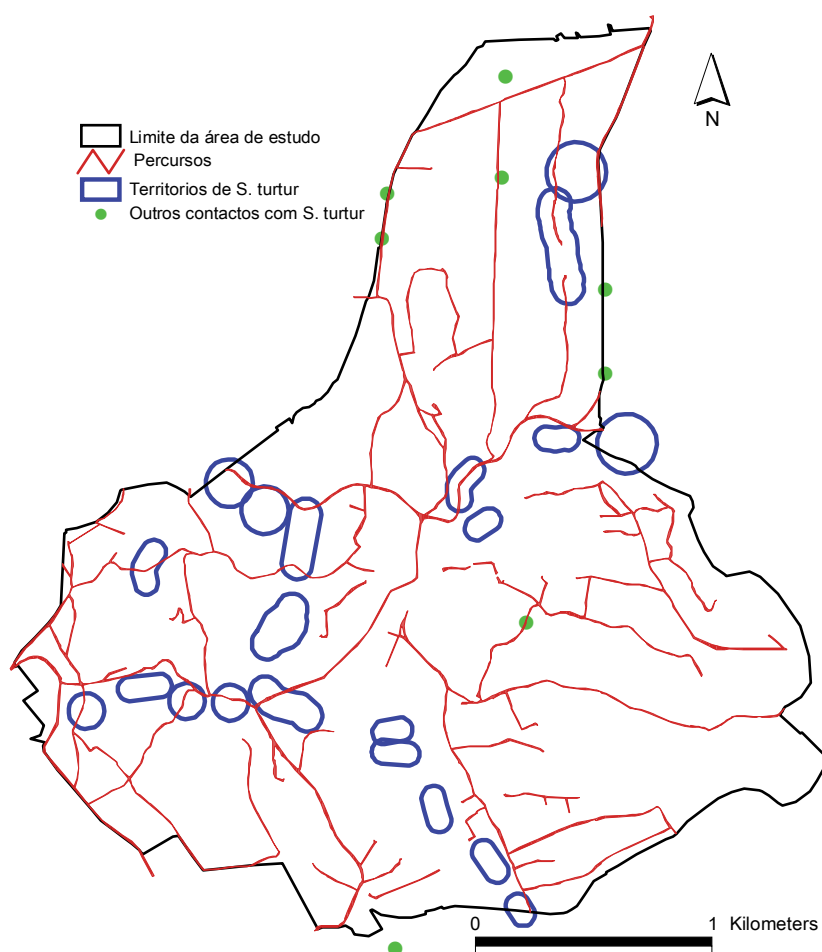 N
Limite da área de estudo
Percursos
Territorios de S. turtur
Outros contactos com S. turtur
0 1 Kilometers